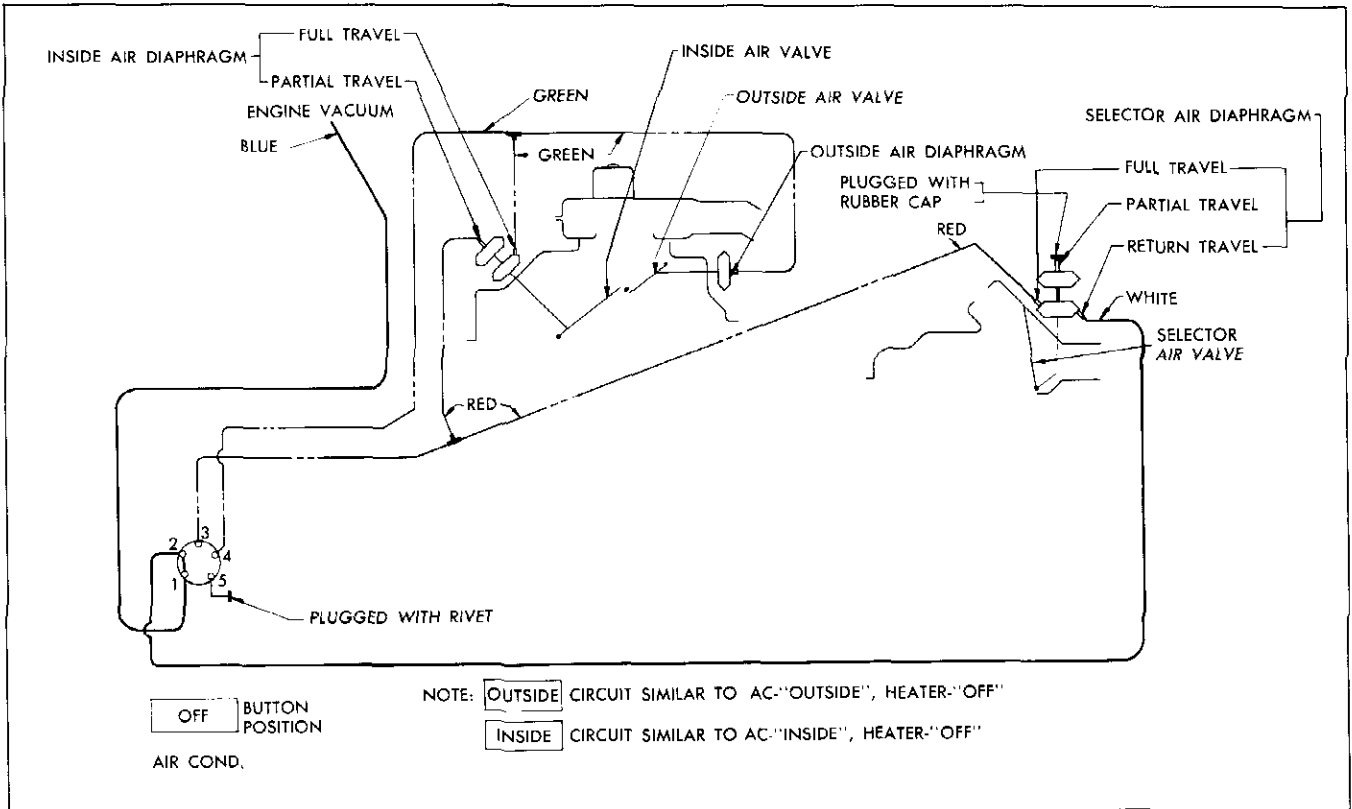 FULL TRAVEL
INSIDE AIR DIAPHRAGM
PARTIAL TRAVEL
ENGINE VACUUM
BLUE
GREEN
GREEN
INSIDE AIR VALVE
OUTSIDE AIR VALVE
OUTSIDE AIR DIAPHRAGM
SELECTOR AIR DIAPHRAGM
PLUGGED WITH
RUBBER CAP
FULL TRAVEL
PARTIAL TRAVEL
RETURN TRAVEL
RED
WHITE
SELECTOR
AIR VALVE
RED
3
2
4
1
5
PLUGGED WITH RIVET
OFF
BUTTON
POSITION
AIR COND.
NOTE: OUTSIDE CIRCUIT SIMILAR TO AC-"OUTSIDE", HEATER-"OFF"
INSIDE CIRCUIT SIMILAR TO AC-"INSIDE", HEATER-"OFF"